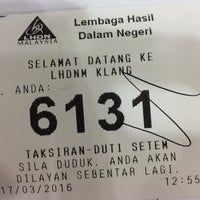 Lembaga Hasil
Dalam Negeri
LHDN
MALAYSIA
SELAMAT DATANG KE
LHDNM KLANG
ANDA:
6131
TAKSIRAN-DUTI SETEM
SILA DUDUK. ANDA AKAN
DILAYAN SEBENTAR LAGI.
17/03/2016 12:55